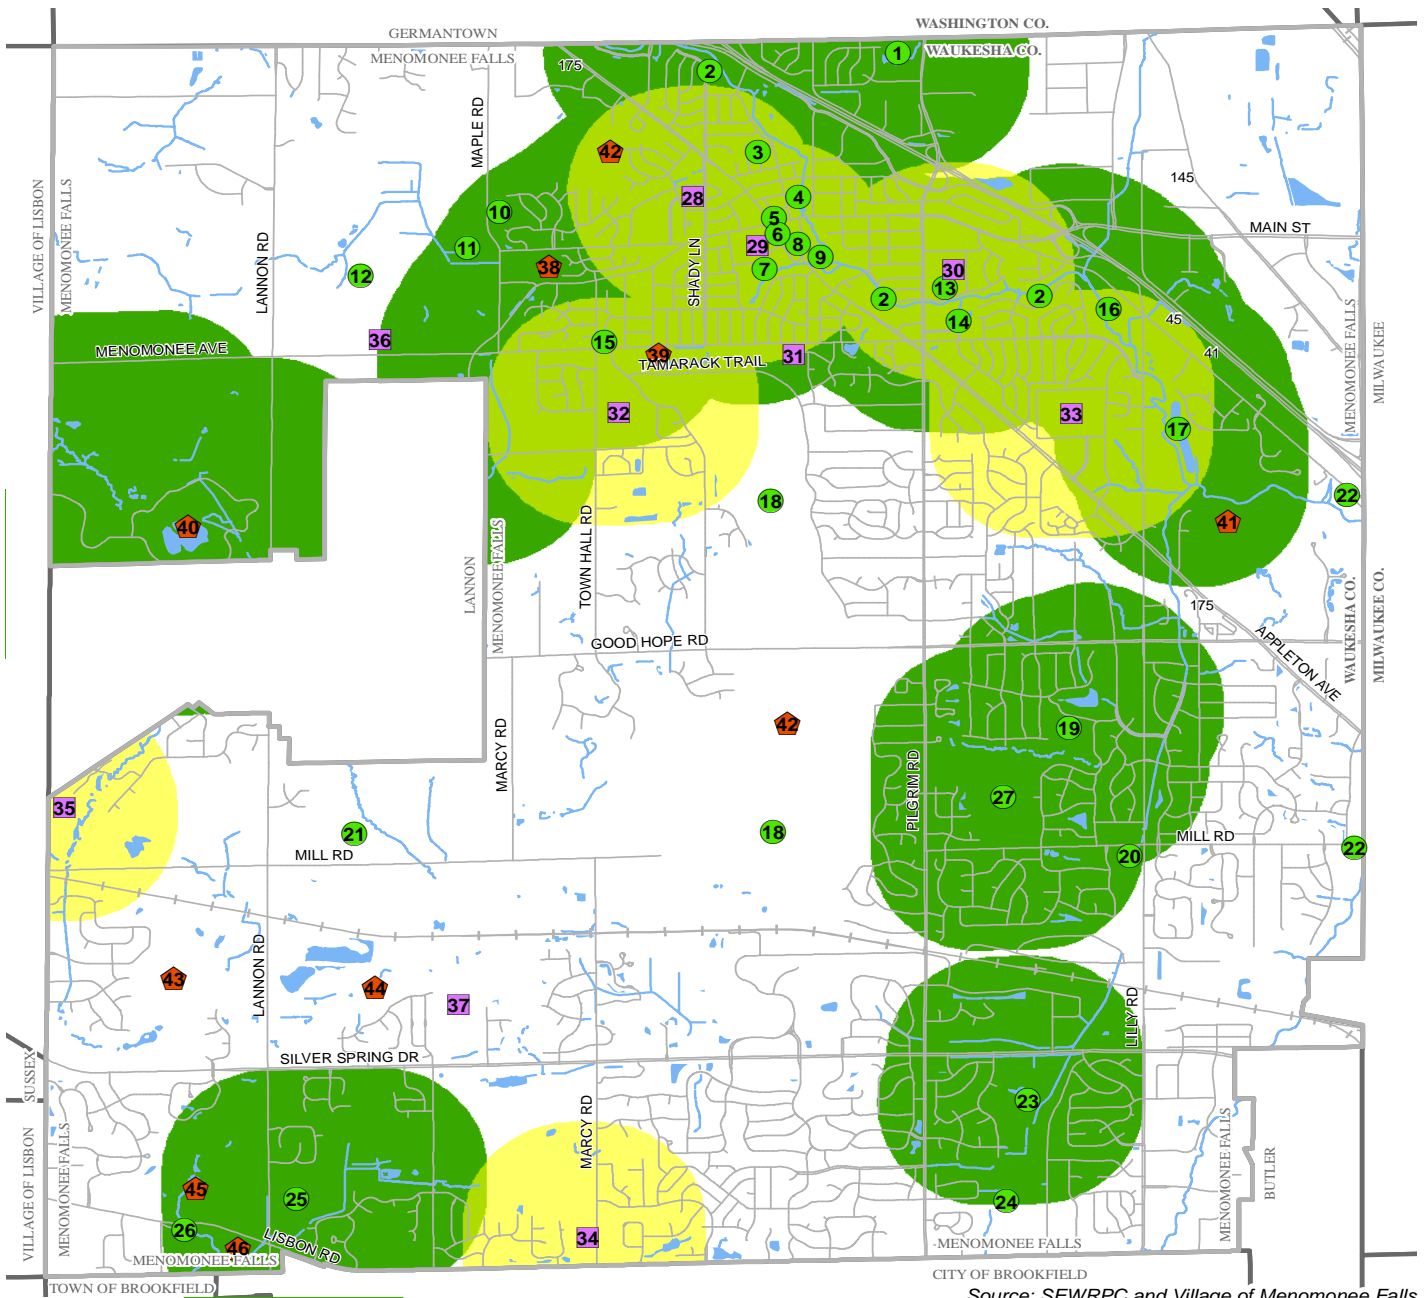 WASHINGTON CO.
GERMANTOWN
WAUKESHA CO.
MENOMONEE FALLS
1
175
2
MAPLE RD
42
3
145
VILLAGE OF LISBON
MENOMONEE FALLS
28
4
10
5
MAIN ST
6
11
29
8
LANNON RD
9
38
7
30
12
SHADY LN
13
2
2
16
14
45
36
15
MENOMONEE AVE
39
31
41
TAMARACK TRAIL
MENOMONEE FALLS
MILWAUKEE
32
33
17
22
18
40
41
TOWN HALL RD
LANNON
MENOMONEE FALLS
175
WAUKESHA CO.
MILWAUKEE CO.
GOOD HOPE RD
APPLETON AVE
42
19
MARCY RD
PILGRIM RD
27
35
21
18
MILL RD
22
MILL RD
20
LANNON RD
43
44
37
LILLY RD
SILVER SPRING DR
SUSSEX
23
MARCY RD
VILLAGE OF LISBON
MENOMONEE FALLS
MENOMONEE FALLS
BUTLER
45
25
24
26
34
LISBON RD
46
MENOMONEE FALLS
MENOMONEE FALLS
TOWN OF BROOKFIELD
CITY OF BROOKFIELD
Source: SEWRPC and Village of Menomonee Falls